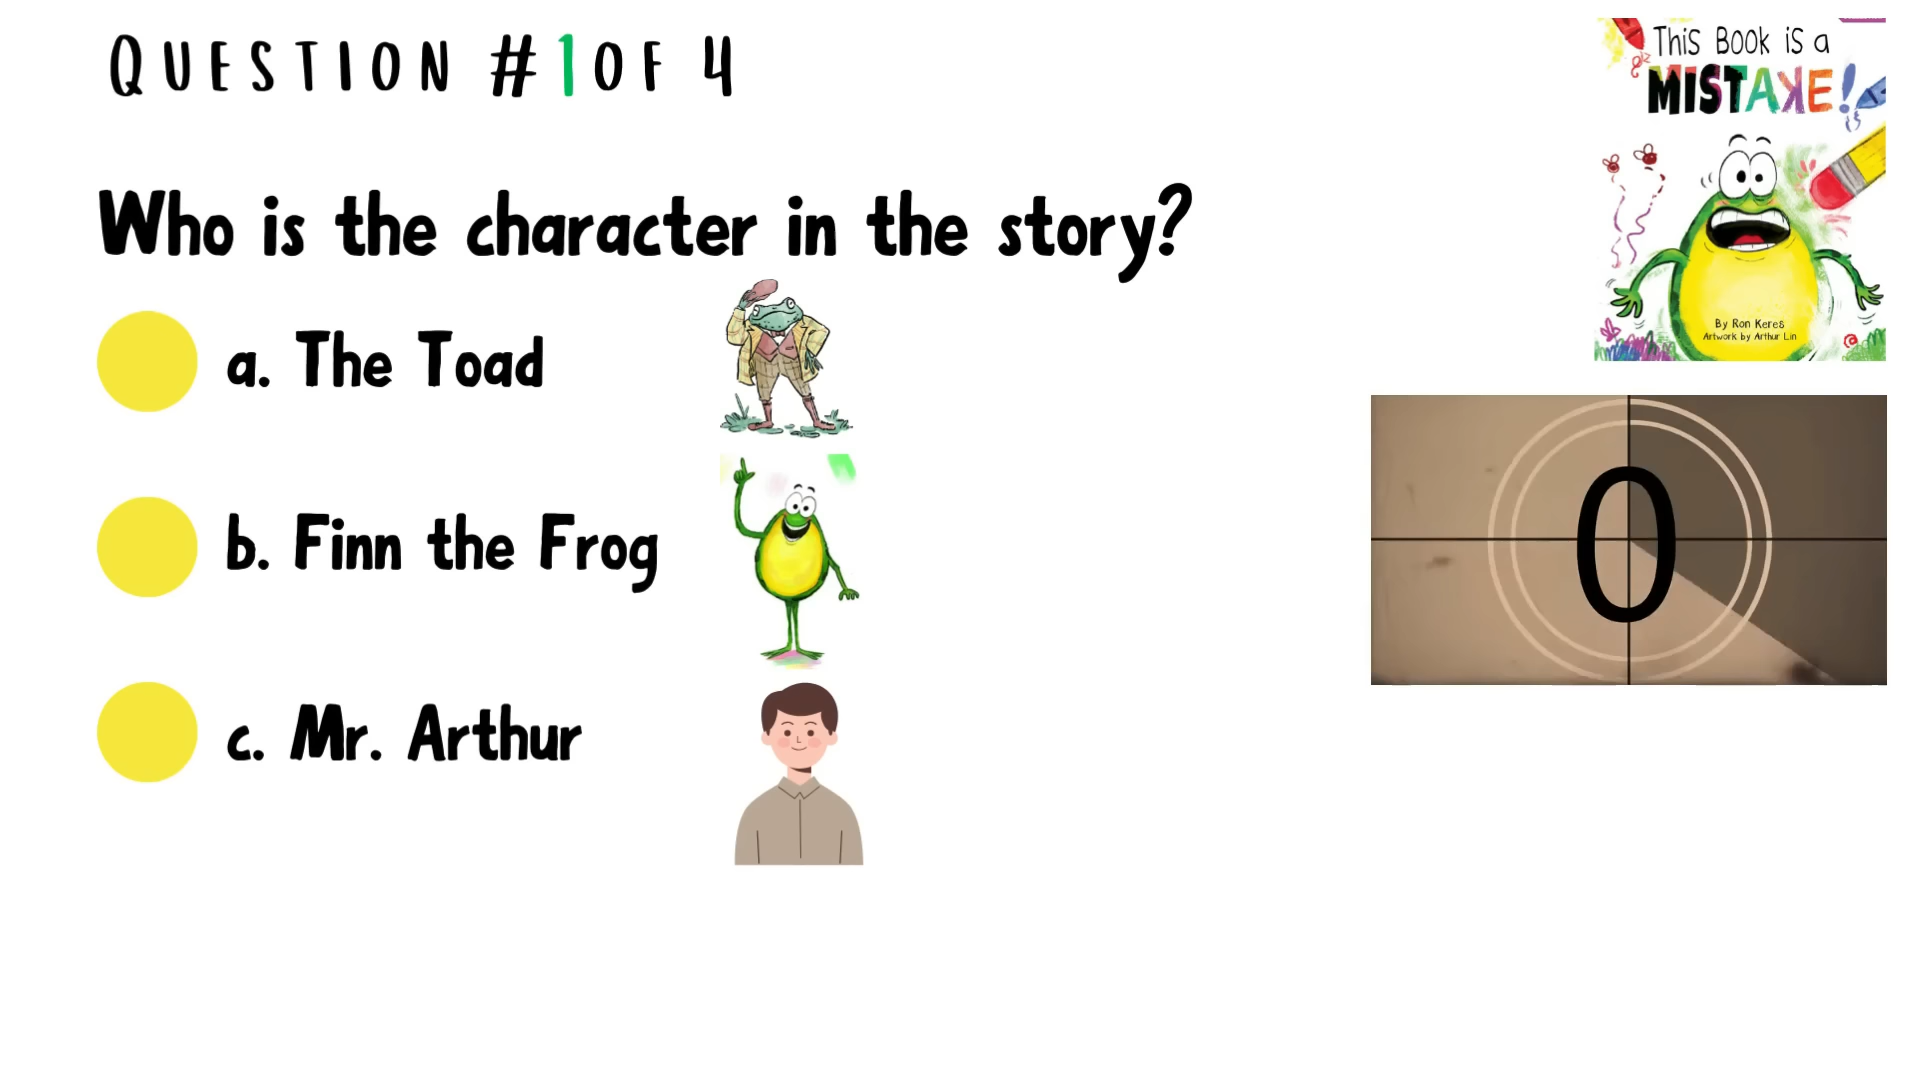 QUESTION #1 OF 4
Who is the character in the story?
a. The Toad
b. Finn the Frog
c. Mr. Arthur
This Book is a
MISTAKE!
By Ron Keres
Artwork by Arthur Lin
0